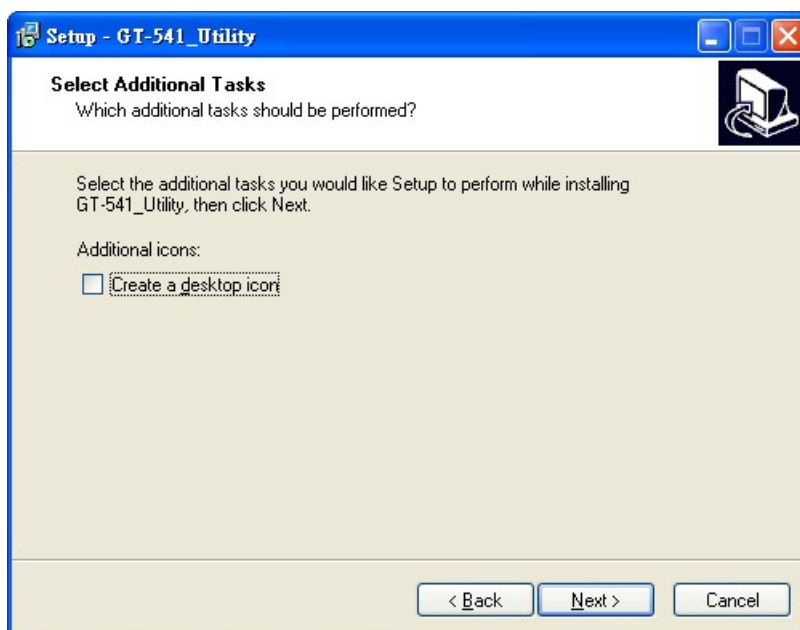 Setup - GT-541_Utility
Select Additional Tasks
Which additional tasks should be performed?
Select the additional tasks you would like Setup to perform while installing
GT-541_Utility, then click Next.
Additional icons:
Create a desktop icon
< Back Next > Cancel